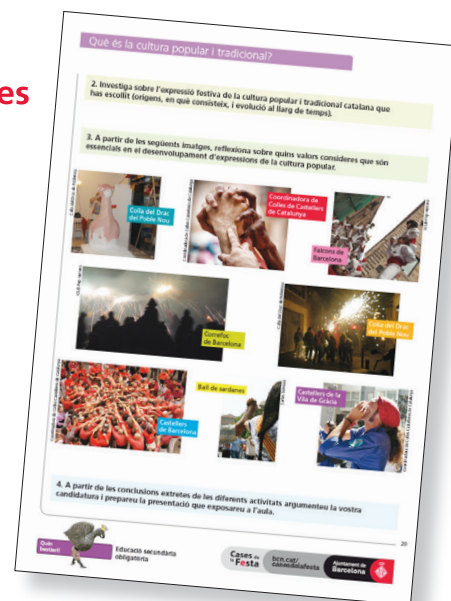 es
Què és la cultura popular i tradicional?
2. Investiga sobre l'expressió festiva de la cultura popular i tradicional catalana que
has escollit (orígens, en què consisteix, i evolució al llarg de temps).
3. A partir de les següents imatges, reflexiona sobre quins valors consideres que són
essencials en el desenvolupament d'expressions de la cultura popular.
Colla del Drac
del Poble Nou
Coordinadora de
Colles de Castellers
de Catalunya
Falcons de
Barcelona
Correfoc
de Barcelona
Colla del Drac
del Poble Nou
Castellers
de Barcelona
Ball de sardanes
Castellers de la
Vila de Gràcia
4. A partir de les conclusions extretes de les diferents activitats argumenteu la vostra
candidatura i prepareu la presentació que exposareu a l'aula.
20
Quin
bestiari!
Educació secundària
obligatòria
Cases de
la Festa
bcn.cat/
casesdelafesta
Ajuntament de
Barcelona